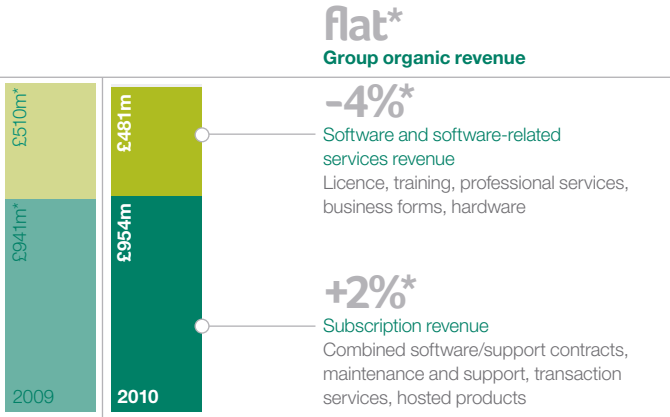 flat*
Group organic revenue
£510m*
£481m
-4%*
Software and software-related
services revenue
Licence, training, professional services,
business forms, hardware
£941m*
£954m
+2%*
Subscription revenue
Combined software/support contracts,
maintenance and support, transaction
services, hosted products
2009
2010